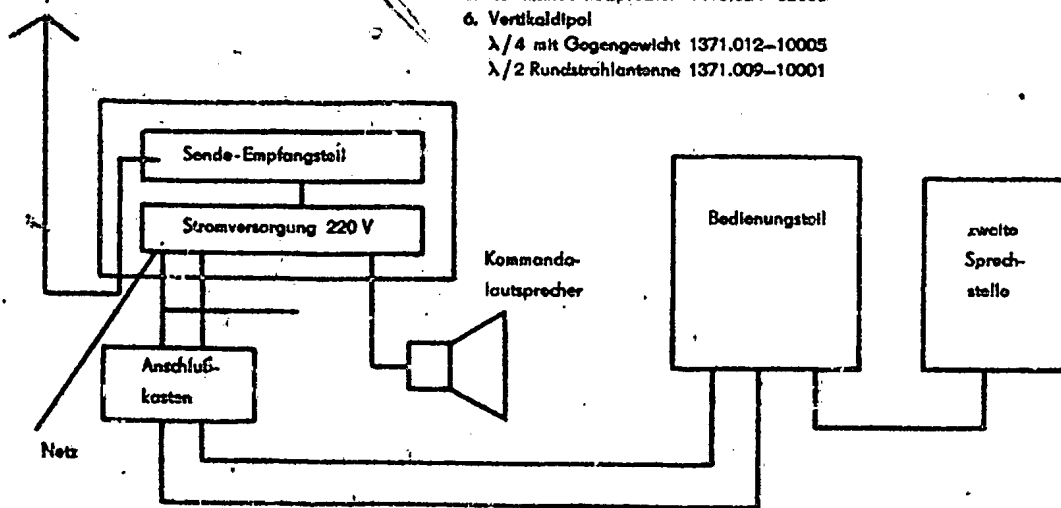 6. Vertikaldipol
λ/4 mit Gegengewicht 1371.012–10005
λ/2 Rundstrahlantenne 1371.009–10001
Sende-Empfangsteil
Stromversorgung 220 V
Kommando-
lautsprecher
Bedienungsteil
zweite
Sprech-
stelle
Anschluß-
kasten
Netz